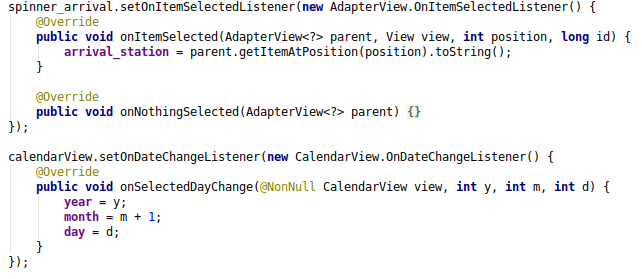 spinner_arrival.setOnItemSelectedListener(new AdapterView.OnItemSelectedListener() {
    @Override
    public void onItemSelected(AdapterView<?> parent, View view, int position, long id) {
        arrival_station = parent.getItemAtPosition(position).toString();
    }

    @Override
    public void onNothingSelected(AdapterView<?> parent) {}
});

calendarView.setOnDateChangeListener(new CalendarView.OnDateChangeListener() {
    @Override
    public void onSelectedDayChange(@NonNull CalendarView view, int y, int m, int d) {
        year = y;
        month = m + 1;
        day = d;
    }
});